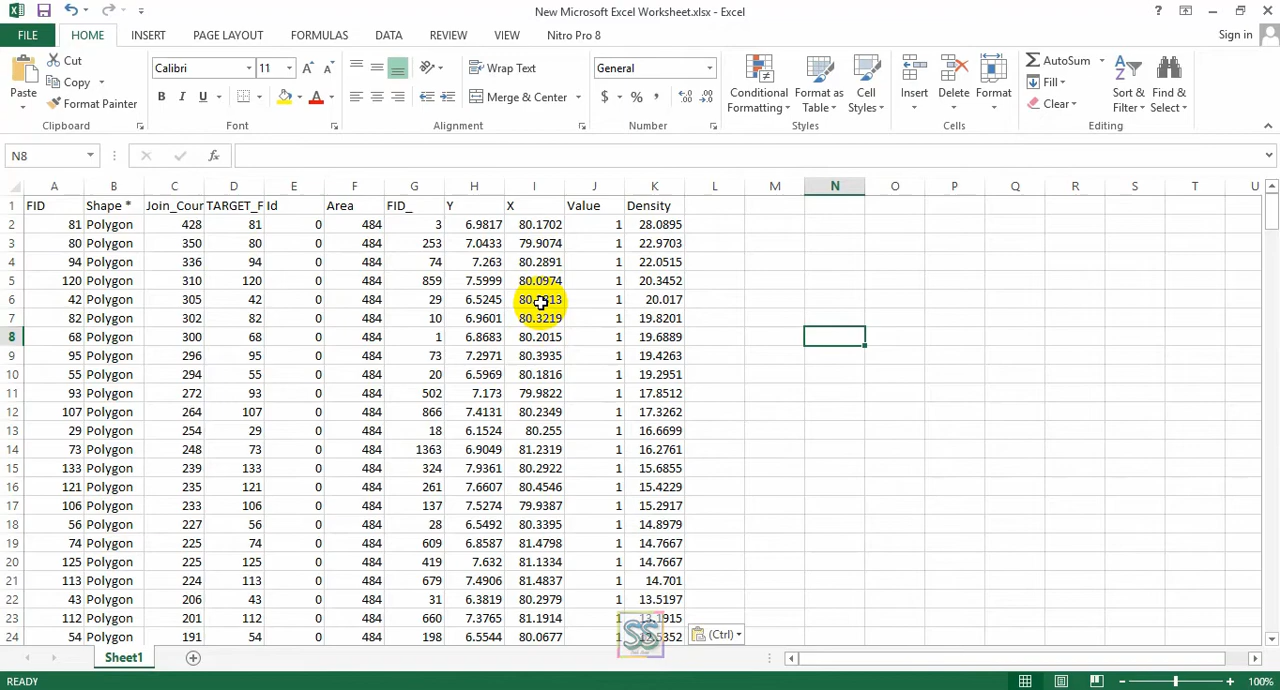 New Microsoft Excel Worksheet.xlsx - Excel
FILE HOME INSERT PAGE LAYOUT FORMULAS DATA REVIEW VIEW Nitro Pro 8 Sign in
Paste Cut Copy Format Painter
Calibri 11 B I U A
Wrap Text Merge & Center
General $ %
Conditional Formatting Format as Table Cell Styles
Insert Delete Format
AutoSum Fill Clear Sort & Filter Find & Select
Clipboard Font Alignment Number Styles Cells Editing
N8 fx
A B C D E F G H I J K L M N O P Q R S T U
1 FID Shape * Join_Cour TARGET_F Id Area FID_ Y X Value Density
2 81 Polygon 428 81 0 484 3 6.9817 80.1702 1 28.0895
3 80 Polygon 350 80 0 484 253 7.0433 79.9074 1 22.9703
4 94 Polygon 336 94 0 484 74 7.263 80.2891 1 22.0515
5 120 Polygon 310 120 0 484 859 7.5999 80.0974 1 20.3452
6 42 Polygon 305 42 0 484 29 6.5245 1 20.017
7 82 Polygon 302 82 0 484 10 6.9601 80.3219 1 19.8201
8 68 Polygon 300 68 0 484 1 6.8683 80.2015 1 19.6889
9 95 Polygon 296 95 0 484 73 7.2971 80.3935 1 19.4263
10 55 Polygon 294 55 0 484 20 6.5969 80.1816 1 19.2951
11 93 Polygon 272 93 0 484 502 7.173 79.9822 1 17.8512
12 107 Polygon 264 107 0 484 866 7.4131 80.2349 1 17.3262
13 29 Polygon 254 29 0 484 18 6.1524 80.255 1 16.6699
14 73 Polygon 248 73 0 484 1363 6.9049 81.2319 1 16.2761
15 133 Polygon 239 133 0 484 324 7.9361 80.2922 1 15.6855
16 121 Polygon 235 121 0 484 261 7.6607 80.4546 1 15.4229
17 106 Polygon 233 106 0 484 137 7.5274 79.9387 1 15.2917
18 56 Polygon 227 56 0 484 28 6.5492 80.3395 1 14.8979
19 74 Polygon 225 74 0 484 609 6.8587 81.4798 1 14.7667
20 125 Polygon 225 125 0 484 419 7.632 81.1334 1 14.7667
21 113 Polygon 224 113 0 484 679 7.4906 81.4837 1 14.701
22 43 Polygon 206 43 0 484 31 6.3819 80.2979 1 13.5197
23 112 Polygon 201 112 0 484 660 7.3765 81.1914 1 13.1915
24 54 Polygon 191 54 0 484 198 6.5544 80.0677 1 12.5352
SS
(Ctrl)
Sheet1
READY 100%